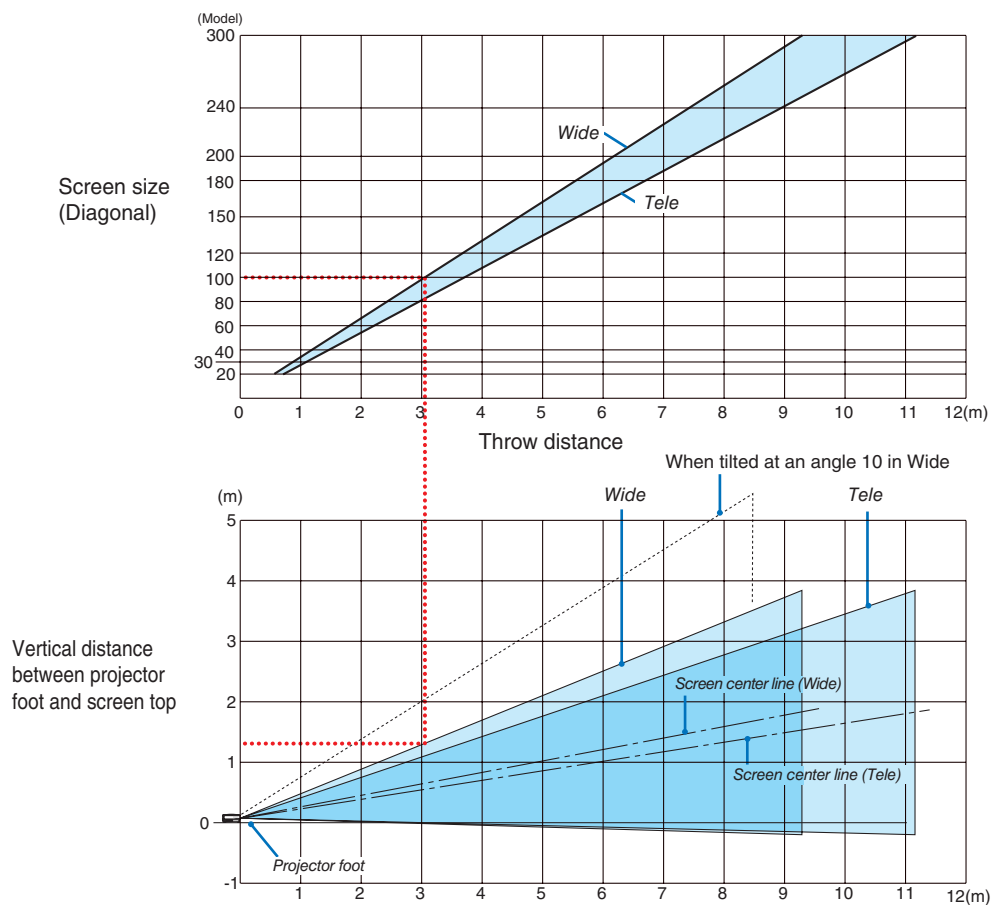 (Model)
300
240
200
180
150
120
100
80
60
40
30
20
Screen size
(Diagonal)
Wide
Tele
0 1 2 3 4 5 6 7 8 9 10 11 12(m)
Throw distance
When tilted at an angle 10 in Wide
(m)
Wide
Tele
5
4
3
2
1
0
-1
Vertical distance
between projector
foot and screen top
Screen center line (Wide)
Screen center line (Tele)
Projector foot
1 2 3 4 5 6 7 8 9 10 11 12(m)